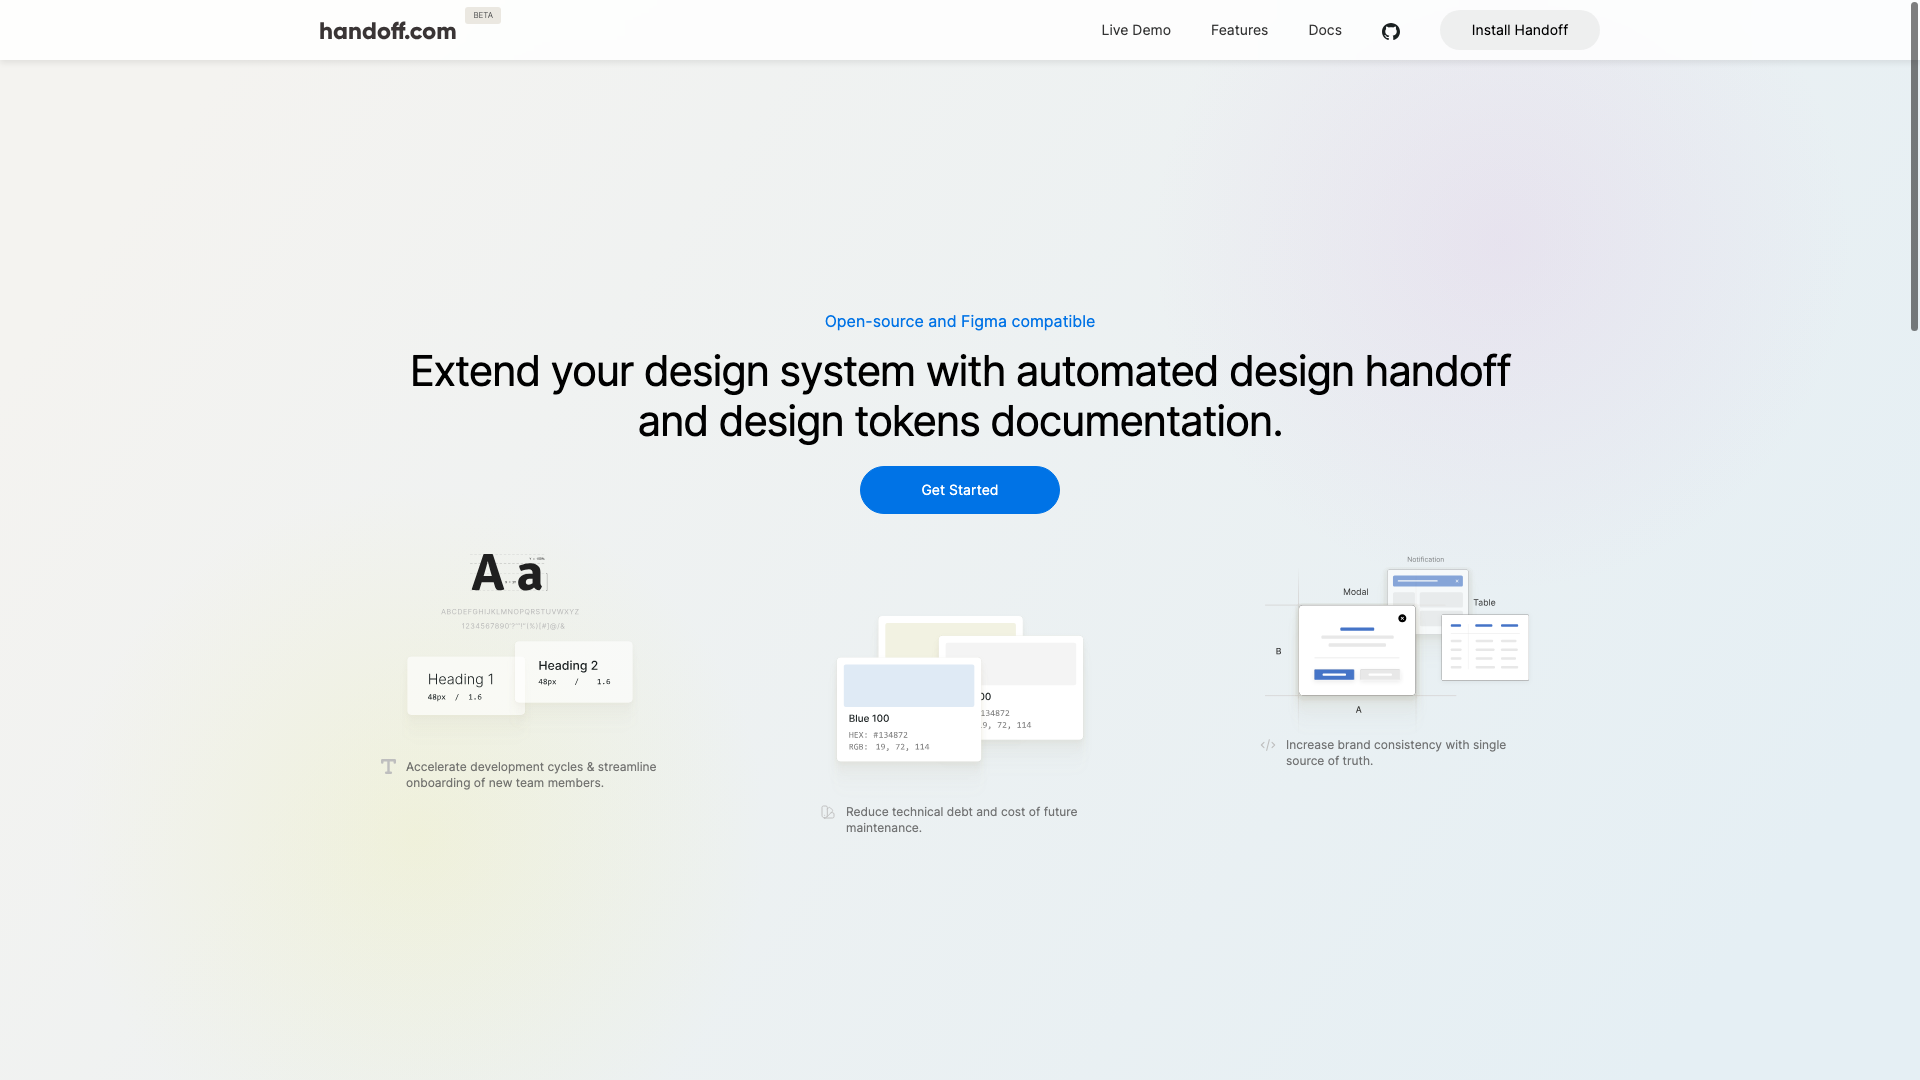 handoff.com
BETA
Live Demo
Features
Docs
Install Handoff
Open-source and Figma compatible
Extend your design system with automated design handoff
and design tokens documentation.
Get Started
Aa
ABCDEFGHIJKLMNOPQRSTUVWXYZ
Heading 1
48px / 1.6
Heading 2
48px / 1.6
Accelerate development cycles & streamline
onboarding of new team members.
Blue 100
HEX: #134872
RGB: 19, 72, 114
00
134872
9, 72, 114
Reduce technical debt and cost of future
maintenance.
Notification
Modal
Table
B
A
Increase brand consistency with single
source of truth.